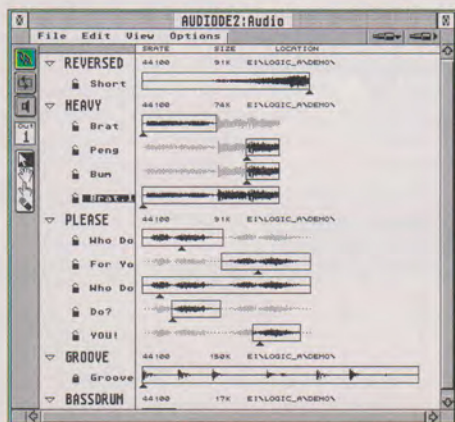 AUDIODE2:Audio
File Edit View Options
SRATE SIZE LOCATION
REVERSED 44100 91K E:\LOGIC_A\DEMO\
Short
HEAVY 44100 74K E:\LOGIC_A\DEMO\
Brat
Peng
Bum
PLEASE 44100 91K E:\LOGIC_A\DEMO\
Who Do
For Yo
Who Do
Do?
YOU!
GROOVE 44100 150K E:\LOGIC_A\DEMO\
Groove
BASSDRUM 44100 17K E:\LOGIC_A\DEMO\
Out
1